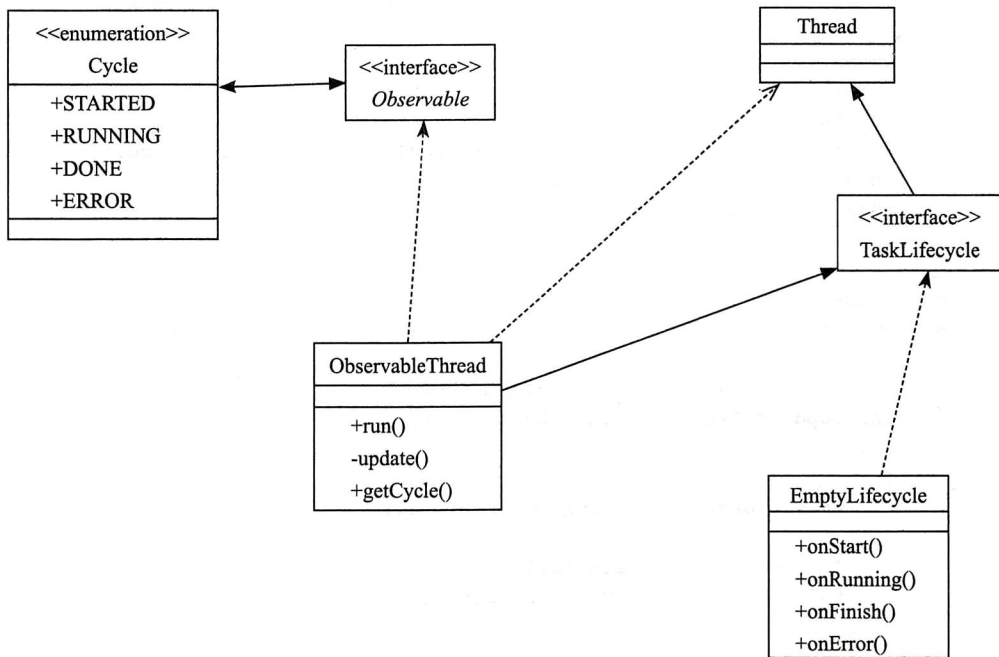 <<enumeration>>
Cycle
+STARTED
+RUNNING
+DONE
+ERROR
<<interface>>
Observable
Thread
<<interface>>
TaskLifecycle
ObservableThread
+run()
-update()
+getCycle()
EmptyLifecycle
+onStart()
+onRunning()
+onFinish()
+onError()